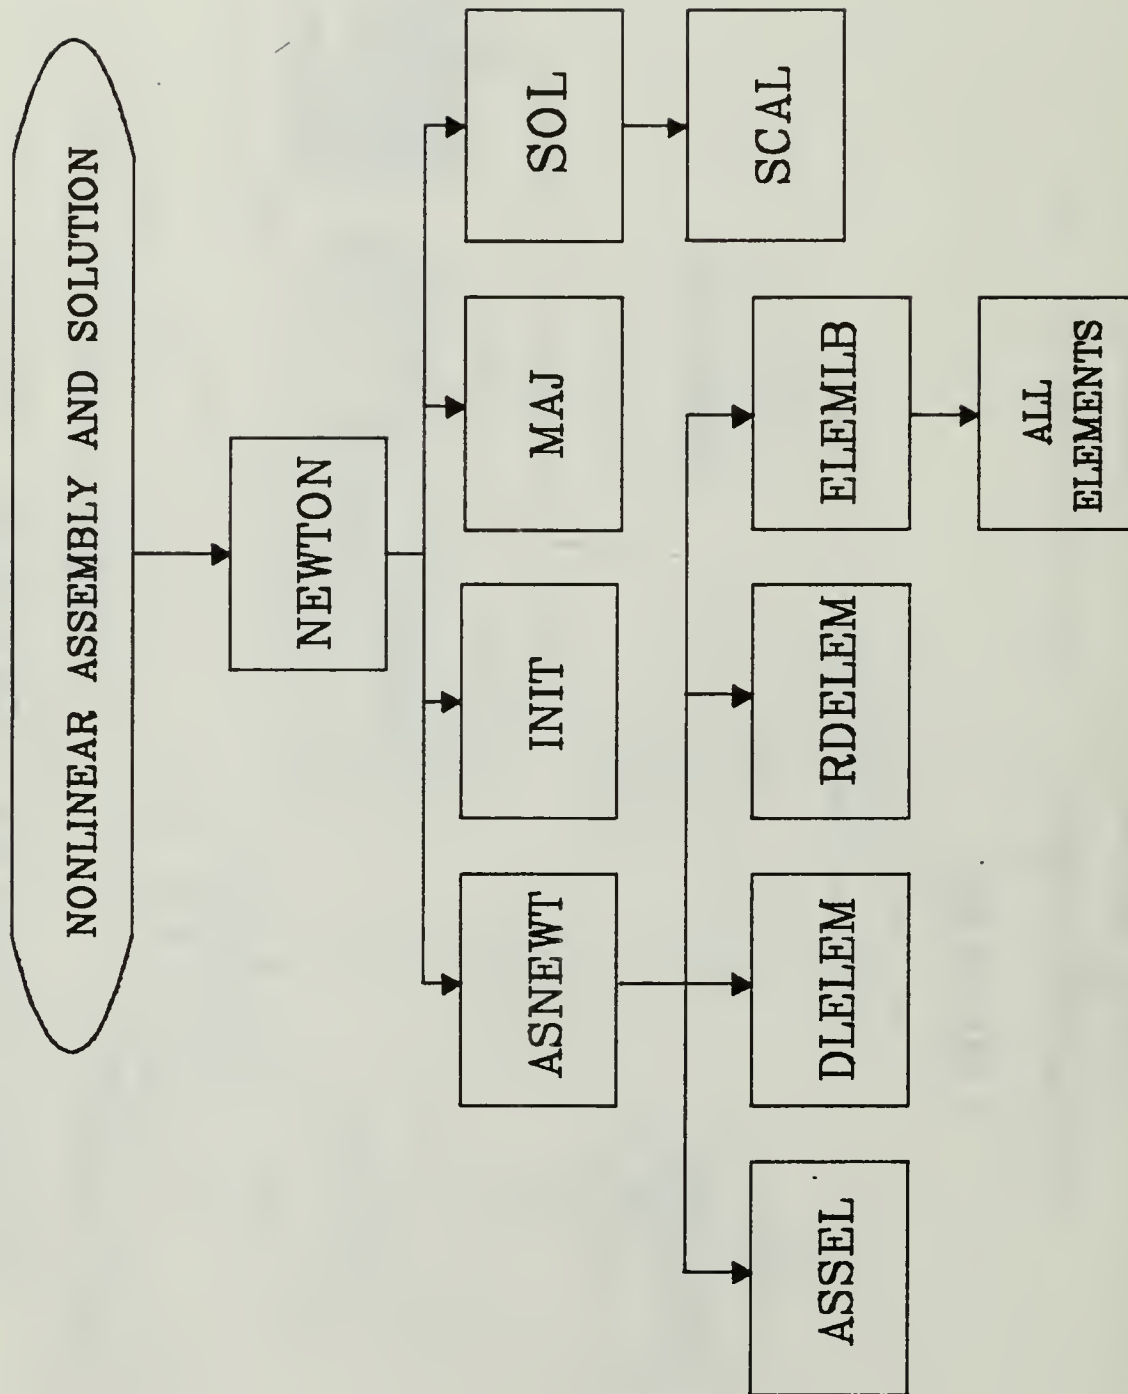 NONLINEAR ASSEMBLY AND SOLUTION
NEWTON
ASNEWT
INIT
MAJ
SOL
ASSEL
DLELEM
RDELEM
ELEMLB
SCAL
ALL
ELEMENTS